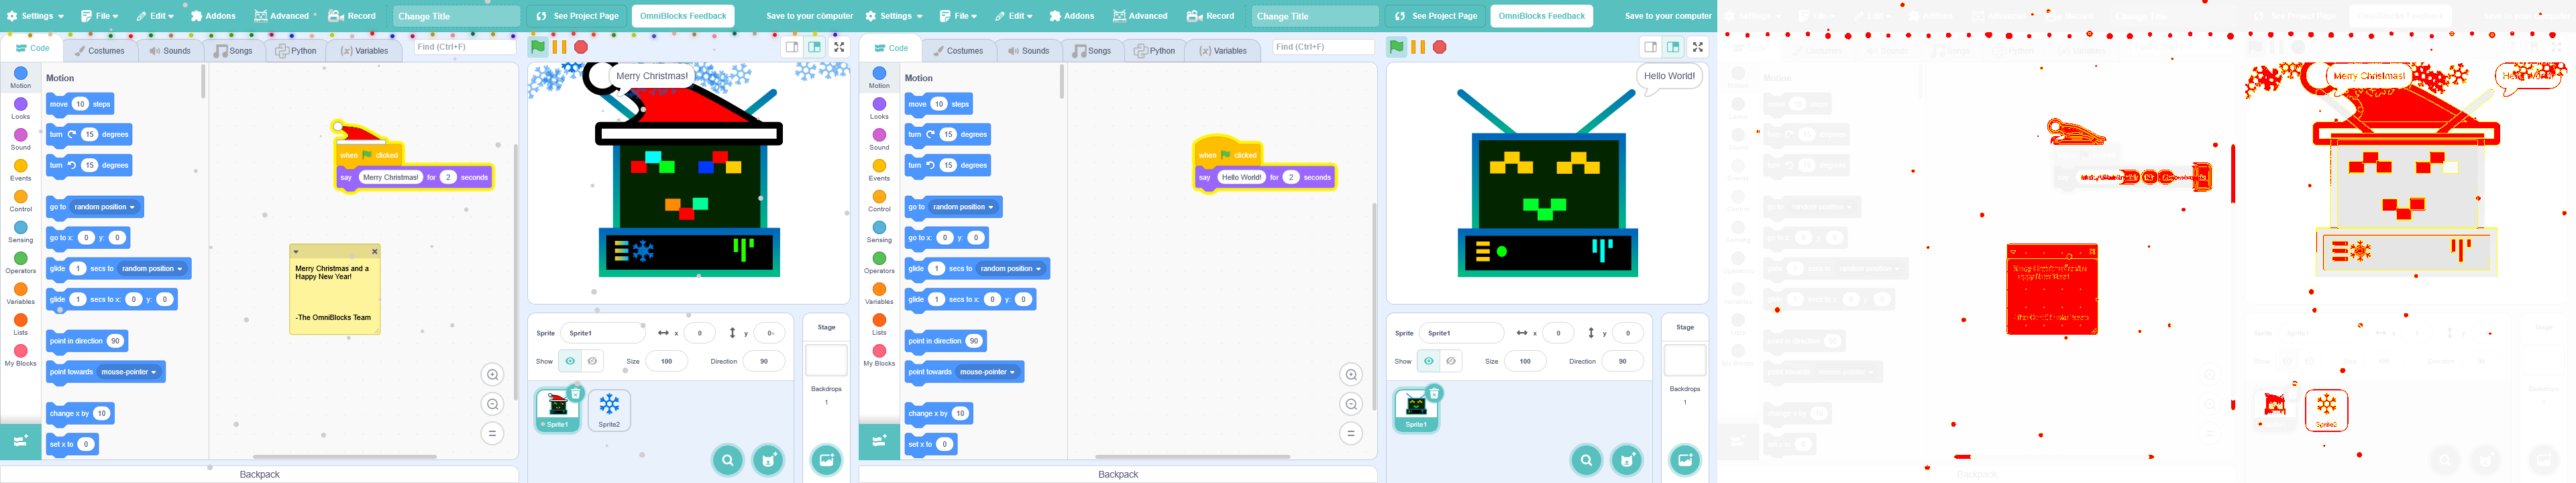 Settings File Edit Addons Advanced Record Change Title See Project Page OmniBlocks Feedback Save to your computer
Code Costumes Sounds Songs Python Variables Find (Ctrl+F)
Motion
Motion
Looks
Sound
Events
Control
Sensing
Operators
Variables
Lists
My Blocks
move 10 steps
turn 15 degrees
turn 15 degrees
go to random position
go to x: 0 y: 0
glide 1 secs to random position
glide 1 secs to x: 0 y: 0
point in direction 90
point towards mouse-pointer
change x by 10
set x to 0
when clicked
say Merry Christmas! for 2 seconds
Merry Christmas and a
Happy New Year!
-The OmniBlocks Team
Backpack
Merry Christmas!
Sprite Sprite1 x 0 y 0
Show Size 100 Direction 90
Sprite1
Sprite2
Stage
Backdrops
1
Settings File Edit Addons Advanced Record Change Title See Project Page OmniBlocks Feedback Save to your computer
Code Costumes Sounds Songs Python Variables Find (Ctrl+F)
Motion
Motion
Looks
Sound
Events
Control
Sensing
Operators
Variables
Lists
My Blocks
move 10 steps
turn 15 degrees
turn 15 degrees
go to random position
go to x: 0 y: 0
glide 1 secs to random position
glide 1 secs to x: 0 y: 0
point in direction 90
point towards mouse-pointer
change x by 10
set x to 0
when clicked
say Hello World! for 2 seconds
Backpack
Hello World!
Sprite Sprite1 x 0 y 0
Show Size 100 Direction 90
Sprite1
Stage
Backdrops
1
Merry Christmas!
Sprite2
Backpack